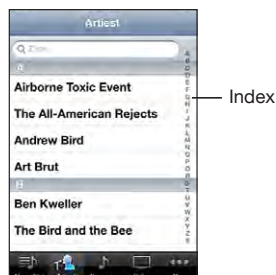 Artiest
A
Airborne Toxic Event
The All-American Rejects
Andrew Bird
Art Brut
B
Ben Kweller
The Bird and the Bee
Index